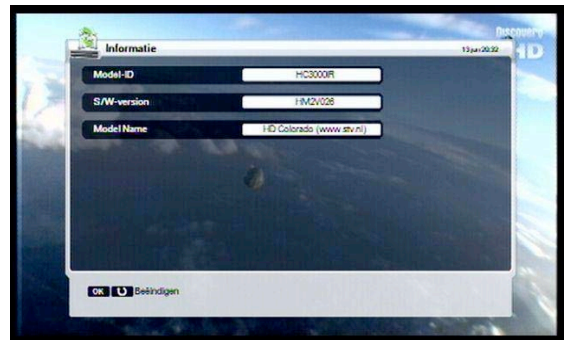 Discovery
HD
Informatie
13 jun 20:32
Model-ID
HC3000IR
S/W-version
HM2V026
Model Name
HD Colorado (www.stv.nl)
OK
Beëindigen